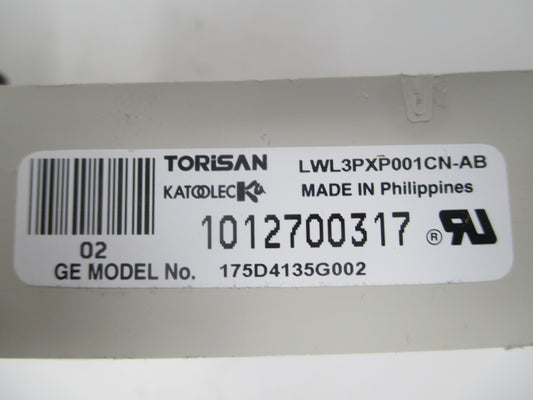 TORiSAN LWL3PXP001CN-AB
KATOOLEC MADE IN Philippines
1012700317 ®
02
GE MODEL No. 175D4135G002